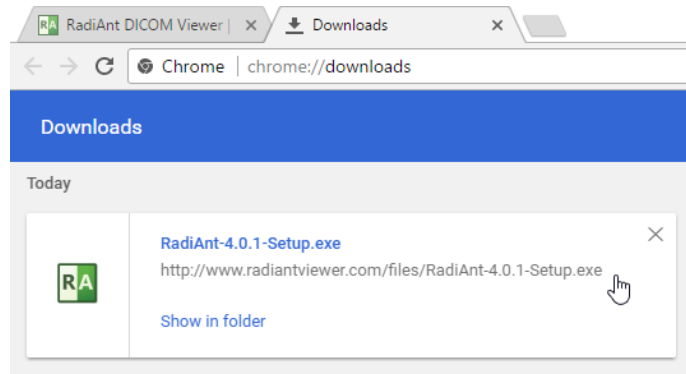 RA RadiAnt DICOM Viewer | Downloads
Chrome | chrome://downloads
Downloads
Today
RadiAnt-4.0.1-Setup.exe
http://www.radiantviewer.com/files/RadiAnt-4.0.1-Setup.exe
RA
Show in folder